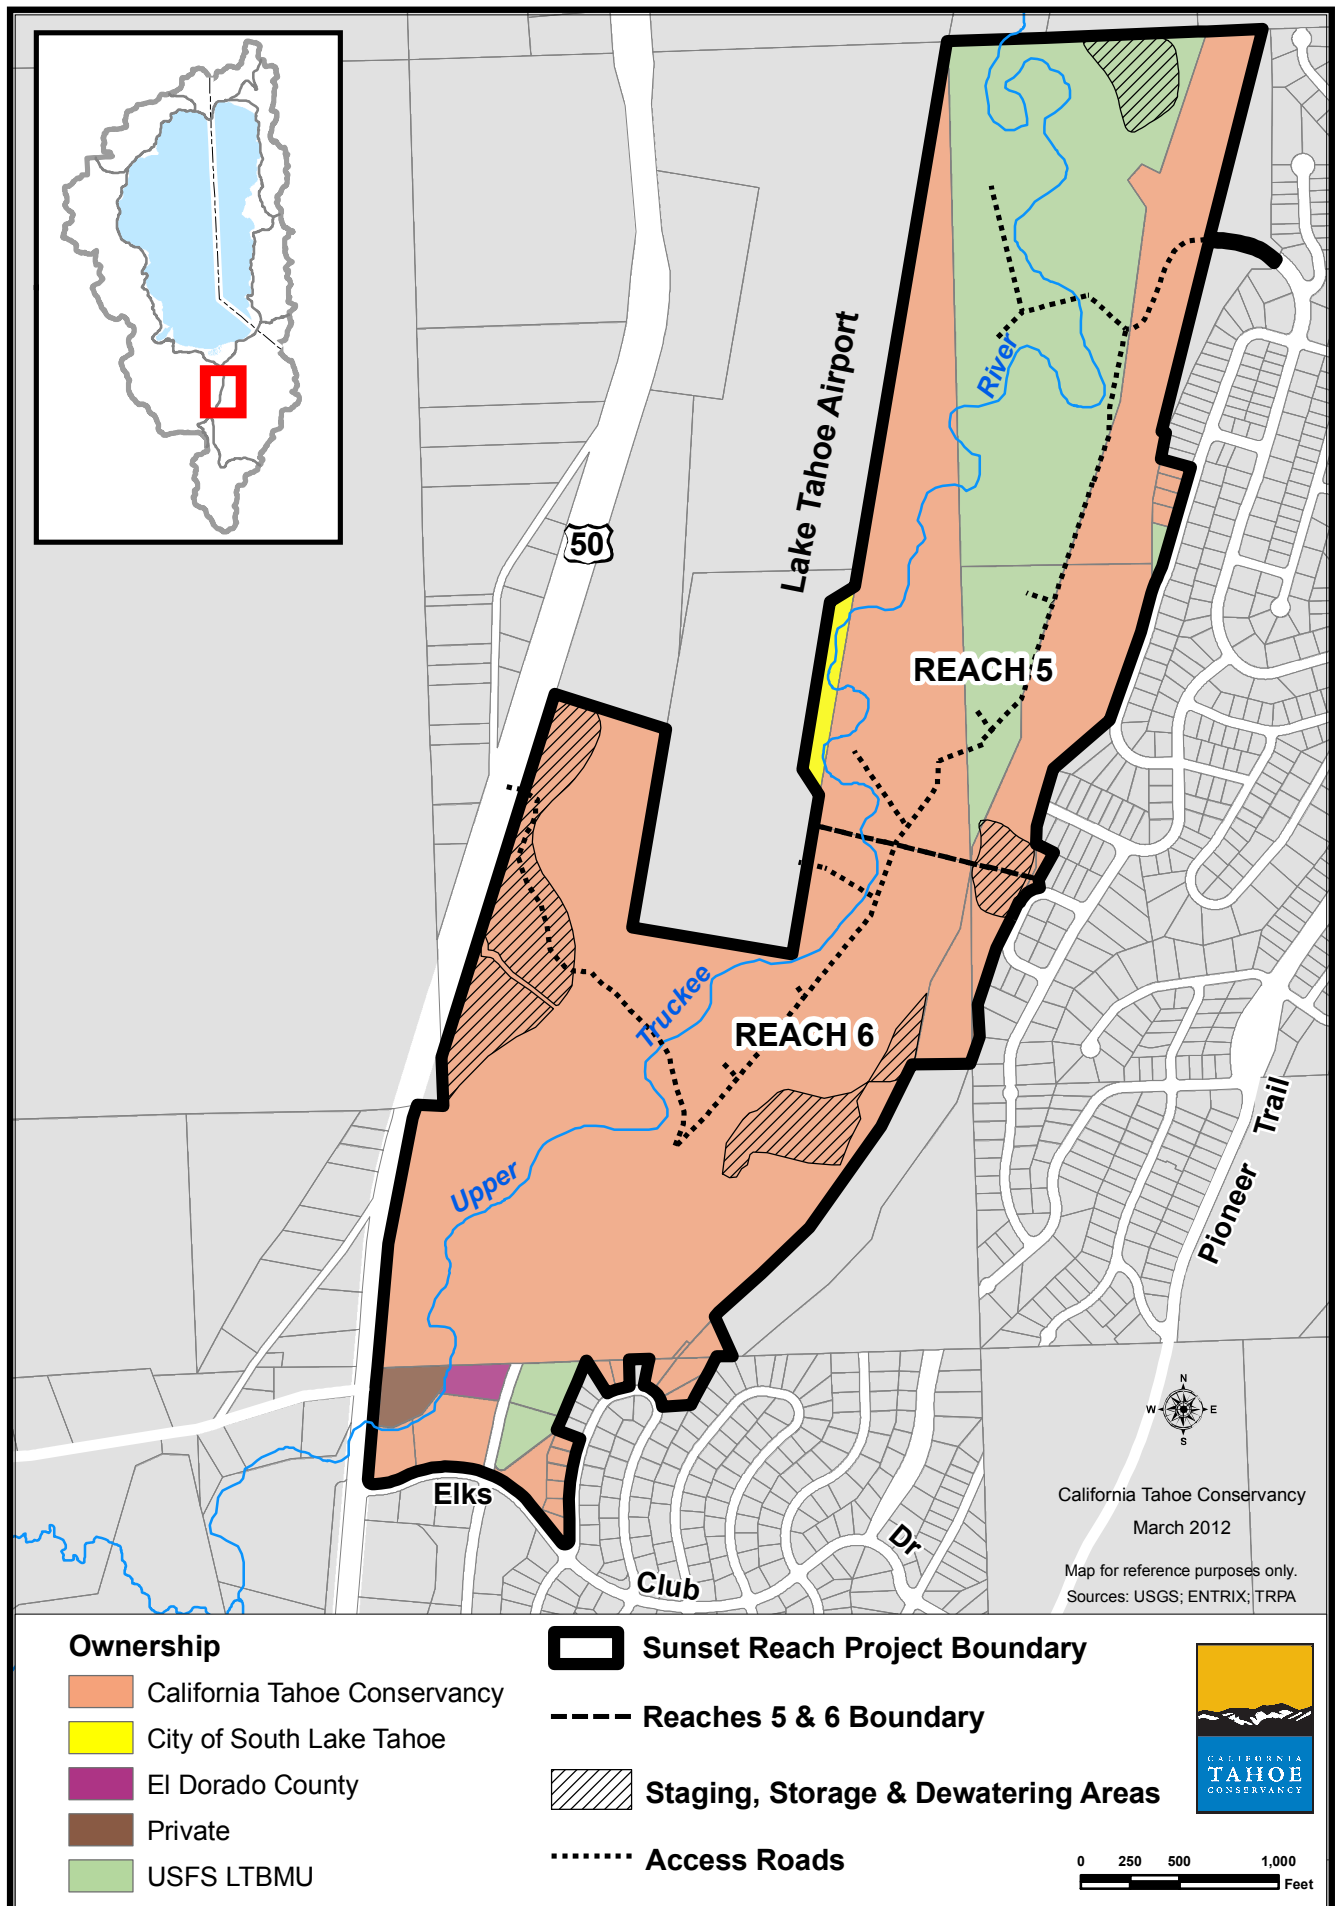 50
Lake Tahoe Airport
River
REACH 5
Truckee
REACH 6
Upper
Pioneer Trail
N
W E
S
Elks
Club
Dr
California Tahoe Conservancy
March 2012
Map for reference purposes only.
Sources: USGS; ENTRIX; TRPA
Ownership
California Tahoe Conservancy
City of South Lake Tahoe
El Dorado County
Private
USFS LTBMU
Sunset Reach Project Boundary
Reaches 5 & 6 Boundary
Staging, Storage & Dewatering Areas
Access Roads
CALIFORNIA
TAHOE
CONSERVANCY
0 250 500 1,000
Feet